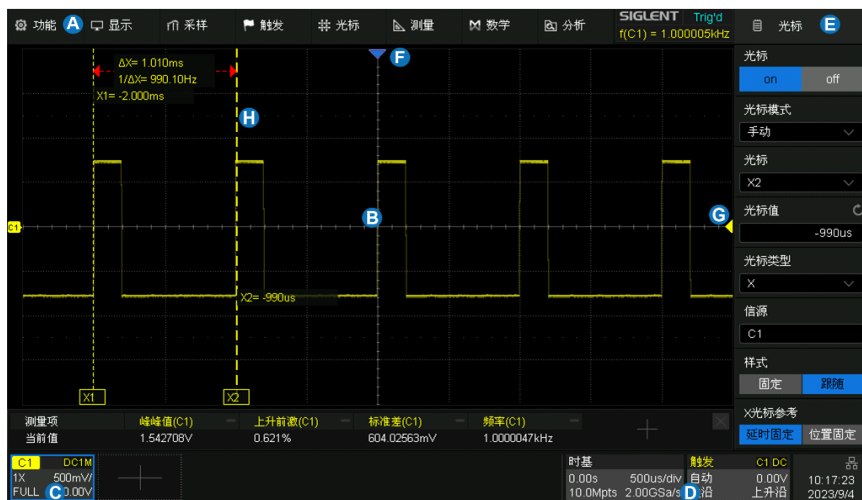 功能 A 显示 采样 触发 光标 测量 数学 分析 SIGLENT Trig'd
f(C1) = 1.000005kHz
光标 E
F
ΔX= 1.010ms
1/ΔX= 990.10Hz
X1= -2.000ms
H
B
G
C1
X2= -990us
X1 X2
光标
on off
光标模式
手动
光标
X2
光标值
-990us
光标类型
X
信源
C1
样式
固定 跟随
X光标参考
延时固定 位置固定
测量项 峰峰值(C1) 上升前激(C1) 标准差(C1) 频率(C1)
当前值 1.542708V 0.621% 604.02563mV 1.0000047kHz
C1 DC1M
1X 500mV/
FULL C 0.00V
时基
0.00s 500us/div
10.0Mpts 2.00GSa/s
触发 C1 DC
自动 0.00V
D 沿 上升沿
10:17:23
2023/9/4